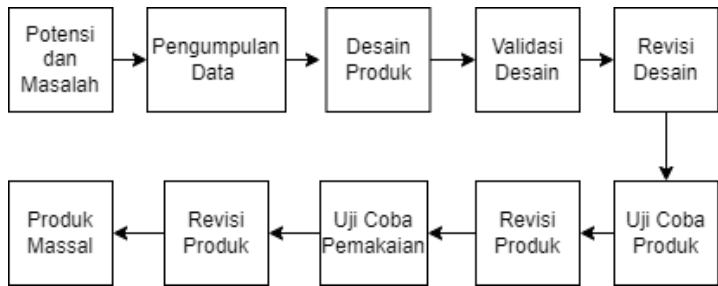 Potensi
dan
Masalah
Pengumpulan
Data
Desain
Produk
Validasi
Desain
Revisi
Desain
Uji Coba
Produk
Revisi
Produk
Uji Coba
Pemakaian
Revisi
Produk
Produk
Massal